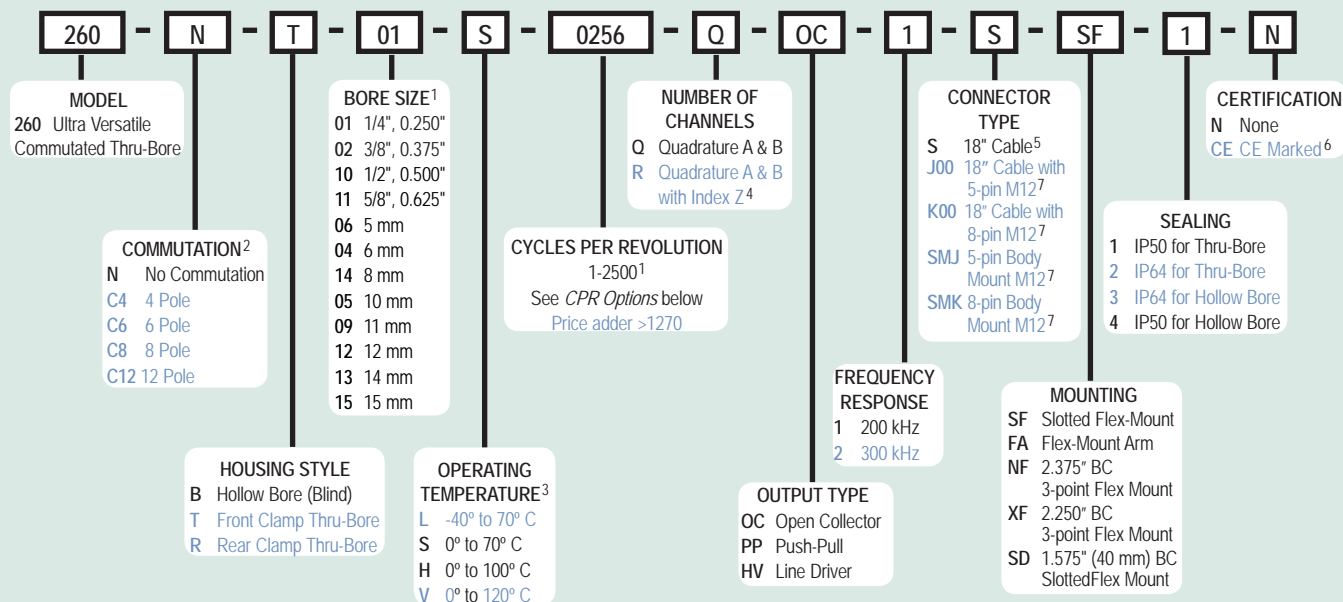 260 - N - T - 01 - S - 0256 - Q - OC - 1 - S - SF - 1 - N
MODEL
260 Ultra Versatile
Commutated Thru-Bore
COMMUTATION2
N No Commutation
C4 4 Pole
C6 6 Pole
C8 8 Pole
C12 12 Pole
HOUSING STYLE
B Hollow Bore (Blind)
T Front Clamp Thru-Bore
R Rear Clamp Thru-Bore
BORE SIZE1
01 1/4", 0.250"
02 3/8", 0.375"
10 1/2", 0.500"
11 5/8", 0.625"
06 5 mm
04 6 mm
14 8 mm
05 10 mm
09 11 mm
12 12 mm
13 14 mm
15 15 mm
OPERATING
TEMPERATURE3
L -40º to 70º C
S 0º to 70º C
H 0º to 100º C
V 0º to 120º C
CYCLES PER REVOLUTION
1-25001
See CPR Options below
Price adder >1270
NUMBER OF
CHANNELS
Q Quadrature A & B
R Quadrature A & B
with Index Z4
OUTPUT TYPE
OC Open Collector
PP Push-Pull
HV Line Driver
FREQUENCY
RESPONSE
1 200 kHz
2 300 kHz
CONNECTOR
TYPE
S 18" Cable5
J00 18" Cable with
5-pin M127
K00 18" Cable with
8-pin M127
SMJ 5-pin Body
Mount M127
SMK 8-pin Body
Mount M127
MOUNTING
SF Slotted Flex-Mount
FA Flex-Mount Arm
NF 2.375" BC
3-point Flex Mount
XF 2.250" BC
3-point Flex Mount
SD 1.575" (40 mm) BC
SlottedFlex Mount
SEALING
1 IP50 for Thru-Bore
2 IP64 for Thru-Bore
3 IP64 for Hollow Bore
4 IP50 for Hollow Bore
CERTIFICATION
N None
CE CE Marked6